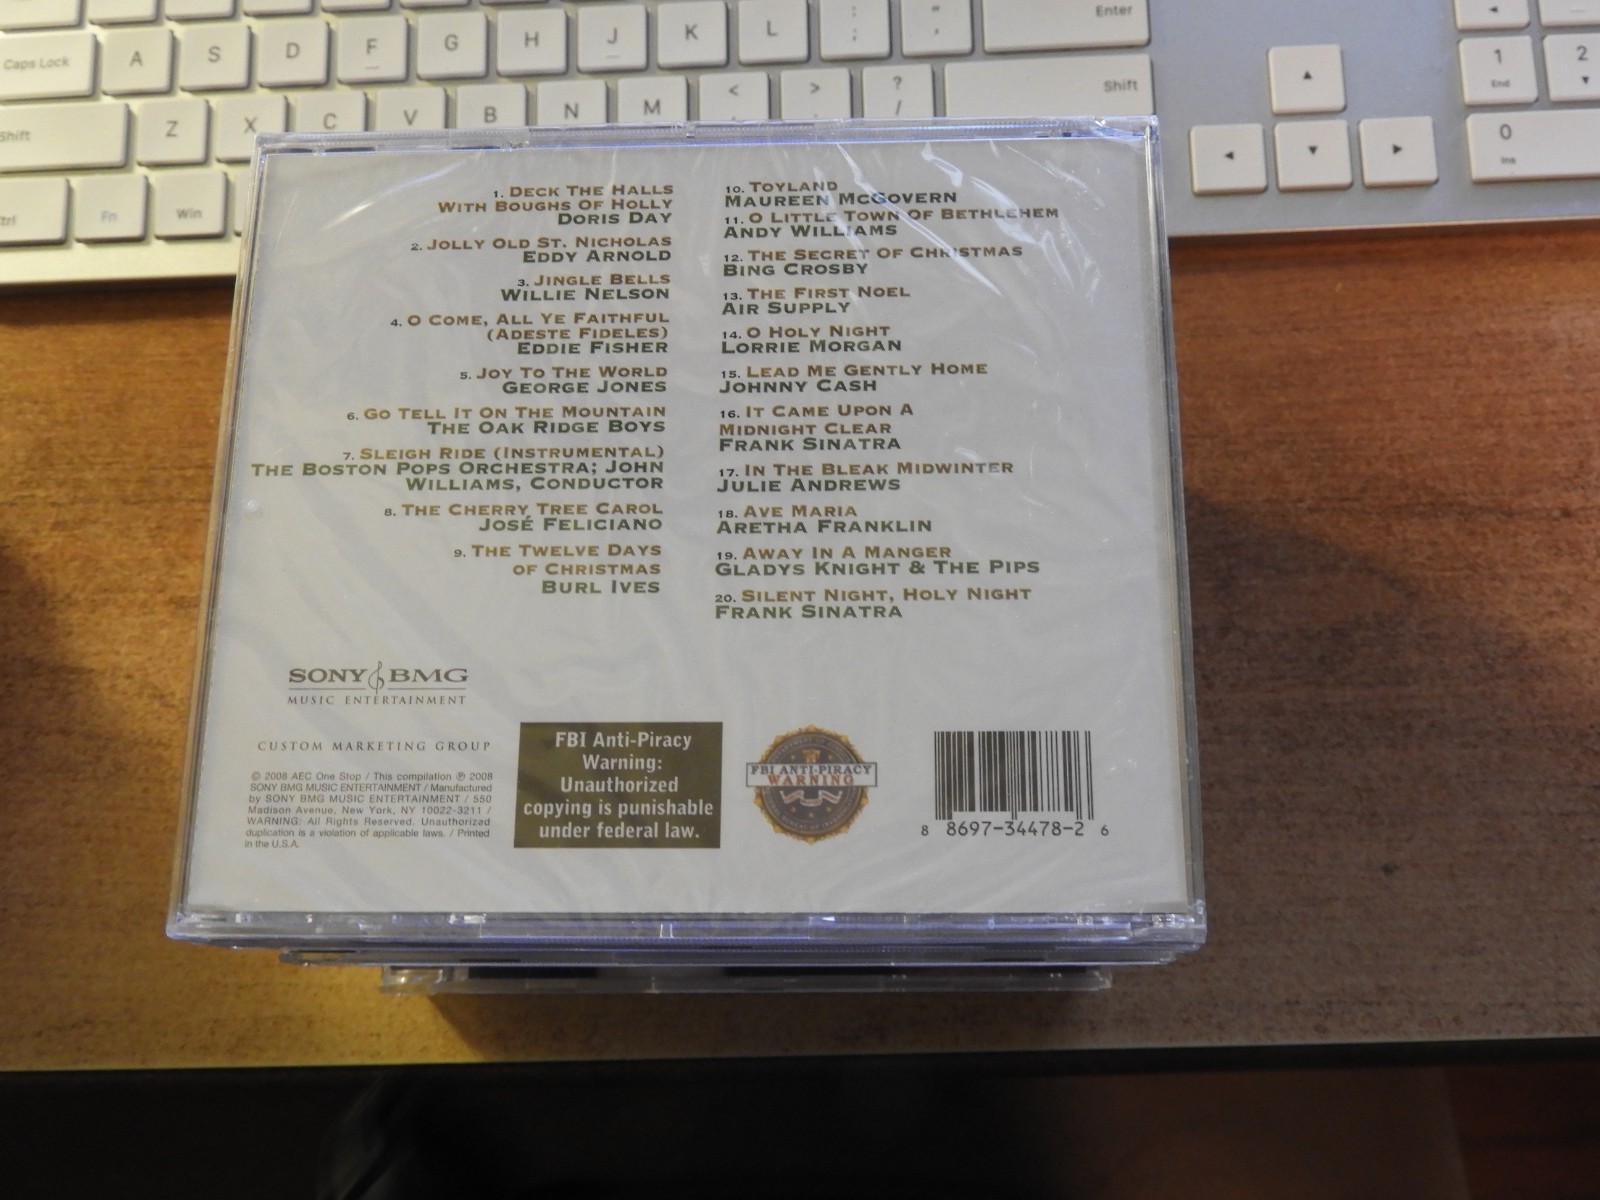 Enter
Caps Lock A S D F G H J K L : ; " '
Shift Z X C V B N M < > ? / Shift
Ctrl Fn Win
1 End 2
0 Ins
1. DECK THE HALLS
WITH BOUGHS OF HOLLY
DORIS DAY
2. JOLLY OLD ST. NICHOLAS
EDDY ARNOLD
3. JINGLE BELLS
WILLIE NELSON
4. O COME, ALL YE FAITHFUL
(ADESTE FIDELES)
EDDIE FISHER
5. JOY TO THE WORLD
GEORGE JONES
6. GO TELL IT ON THE MOUNTAIN
THE OAK RIDGE BOYS
7. SLEIGH RIDE (INSTRUMENTAL)
THE BOSTON POPS ORCHESTRA; JOHN
WILLIAMS, CONDUCTOR
8. THE CHERRY TREE CAROL
JOSÉ FELICIANO
9. THE TWELVE DAYS
OF CHRISTMAS
BURL IVES
10. TOYLAND
MAUREEN MCGOVERN
11. O LITTLE TOWN OF BETHLEHEM
ANDY WILLIAMS
12. THE SECRET OF CHRISTMAS
BING CROSBY
13. THE FIRST NOEL
AIR SUPPLY
14. O HOLY NIGHT
LORRIE MORGAN
15. LEAD ME GENTLY HOME
JOHNNY CASH
16. IT CAME UPON A
MIDNIGHT CLEAR
FRANK SINATRA
17. IN THE BLEAK MIDWINTER
JULIE ANDREWS
18. AVE MARIA
ARETHA FRANKLIN
19. AWAY IN A MANGER
GLADYS KNIGHT & THE PIPS
20. SILENT NIGHT, HOLY NIGHT
FRANK SINATRA
SONY BMG
MUSIC ENTERTAINMENT
CUSTOM MARKETING GROUP
© 2008 AEC One Stop / This compilation ℗ 2008
SONY BMG MUSIC ENTERTAINMENT / Manufactured
by SONY BMG MUSIC ENTERTAINMENT / 550
Madison Avenue, New York, NY 10022-3211 /
WARNING: All Rights Reserved. Unauthorized
duplication is a violation of applicable laws. / Printed
in the U.S.A.
FBI Anti-Piracy
Warning:
Unauthorized
copying is punishable
under federal law.
FBI ANTI-PIRACY
WARNING
8 8697-34478-2 6